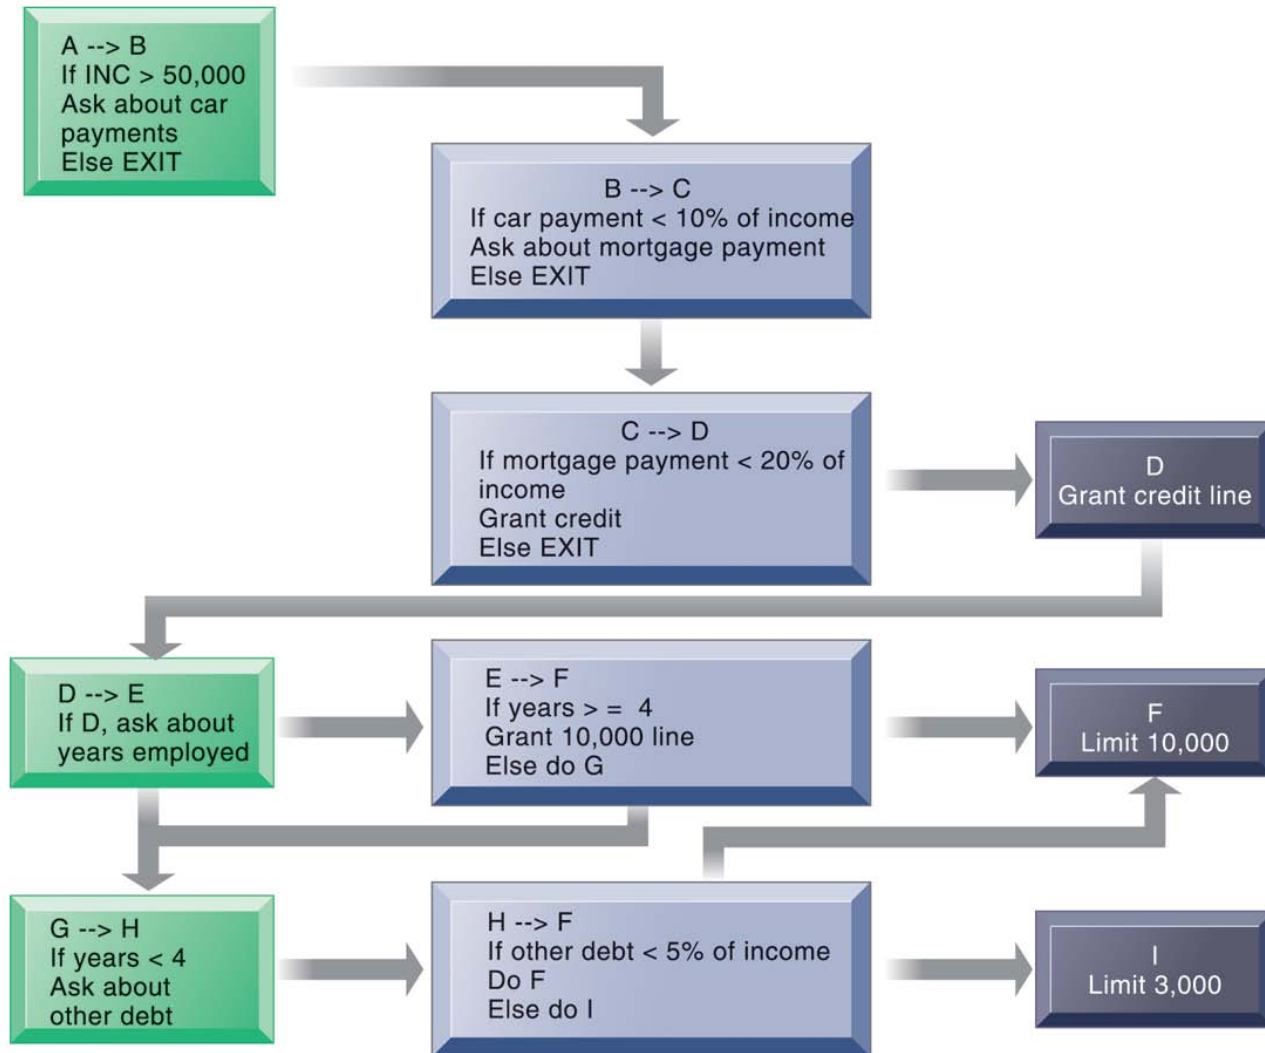 A --> B
If INC > 50,000
Ask about car
payments
Else EXIT
B --> C
If car payment < 10% of income
Ask about mortgage payment
Else EXIT
C --> D
If mortgage payment < 20% of
income
Grant credit
Else EXIT
D
Grant credit line
D --> E
If D, ask about
years employed
E --> F
If years > = 4
Grant 10,000 line
Else do G
F
Limit 10,000
G --> H
If years < 4
Ask about
other debt
H --> F
If other debt < 5% of income
Do F
Else do I
I
Limit 3,000